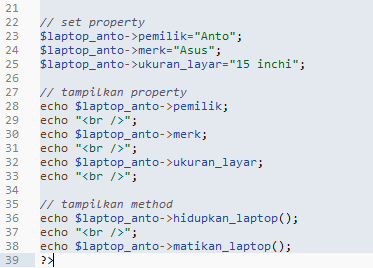 21
22 // set property
23 $laptop_anto->pemilik="Anto";
24 $laptop_anto->merk="Asus";
25 $laptop_anto->ukuran_layar="15 inchi";
26
27 // tampilkan property
28 echo $laptop_anto->pemilik;
29 echo "<br />";
30 echo $laptop_anto->merk;
31 echo "<br />";
32 echo $laptop_anto->ukuran_layar;
33 echo "<br />";
34
35 // tampilkan method
36 echo $laptop_anto->hidupkan_laptop();
37 echo "<br />";
38 echo $laptop_anto->matikan_laptop();
39 ?>